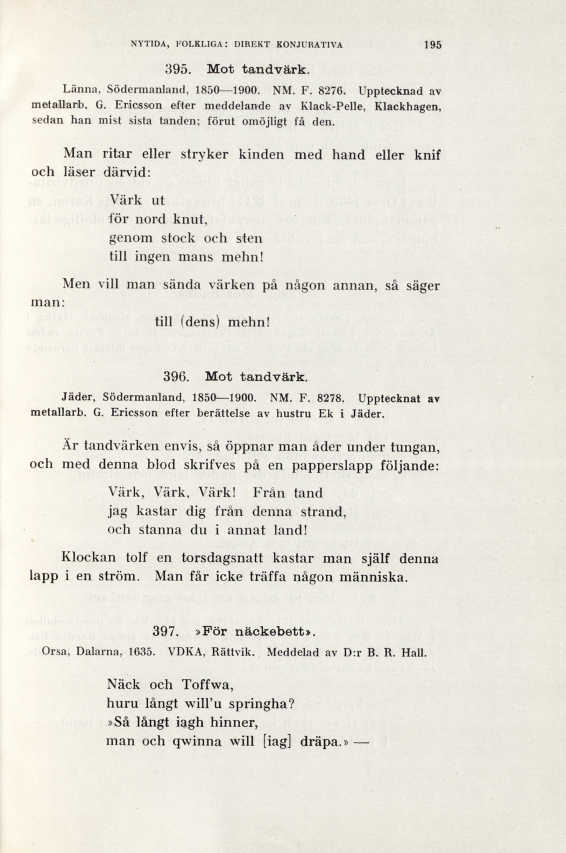 NYTIDA, FOLKLIGA: DIREKT KONJURATIVA 195
395. Mot tandvärk.
Länna, Södermanland, 1850—1900. NM. F. 8276. Upptecknad av
metallarb. G. Ericsson efter meddelande av Klack-Pelle, Klackhagen,
sedan han mist sista tanden; förut omöjligt få den.
Man ritar eller stryker kinden med hand eller knif
och läser därvid:
Värk ut
för nord knut,
genom stock och sten
till ingen mans mehn!
Men vill man sända värken på någon annan, så säger
man:
till (dens) mehn!
396. Mot tandvärk.
Jäder, Södermanland, 1850—1900. NM. F. 8278. Upptecknat av
metallarb. G. Ericsson efter berättelse av hustru Ek i Jäder.
Är tandvärken envis, så öppnar man åder under tungan,
och med denna blod skrifves på en papperslapp följande:
Värk, Värk, Värk! Från tand
jag kastar dig från denna strand,
och stanna du i annat land!
Klockan tolf en torsdagsnatt kastar man själf denna
lapp i en ström. Man får icke träffa någon människa.
397. »För näckebett».
Orsa, Dalarna, 1635. VDKA, Rättvik. Meddelad av D:r B. R. Hall.
Näck och Toffwa,
huru långt will'u springha?
»Så långt iagh hinner,
man och qwinna will [iag] dräpa.» —